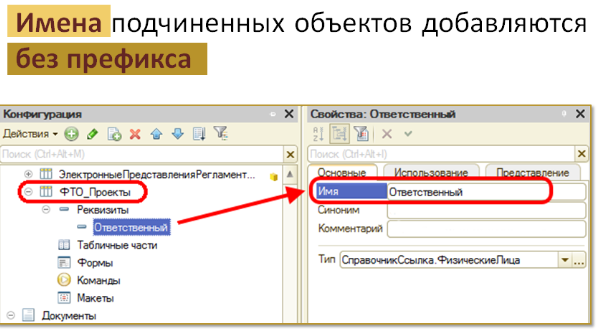 Имена подчиненных объектов добавляются
без префикса
Конфигурация
Действия
Поиск (Ctrl+Alt+M)
ЭлектронныеПредставленияРегламент...
ФТО_Проекты
Реквизиты
Ответственный
Табличные части
Формы
Команды
Макеты
Документы
Свойства: Ответственный
Поиск (Ctrl+Alt+I)
Основные Использование Представление
Имя Ответственный
Синоним
Комментарий
Тип СправочникСсылка.ФизическиеЛица ...